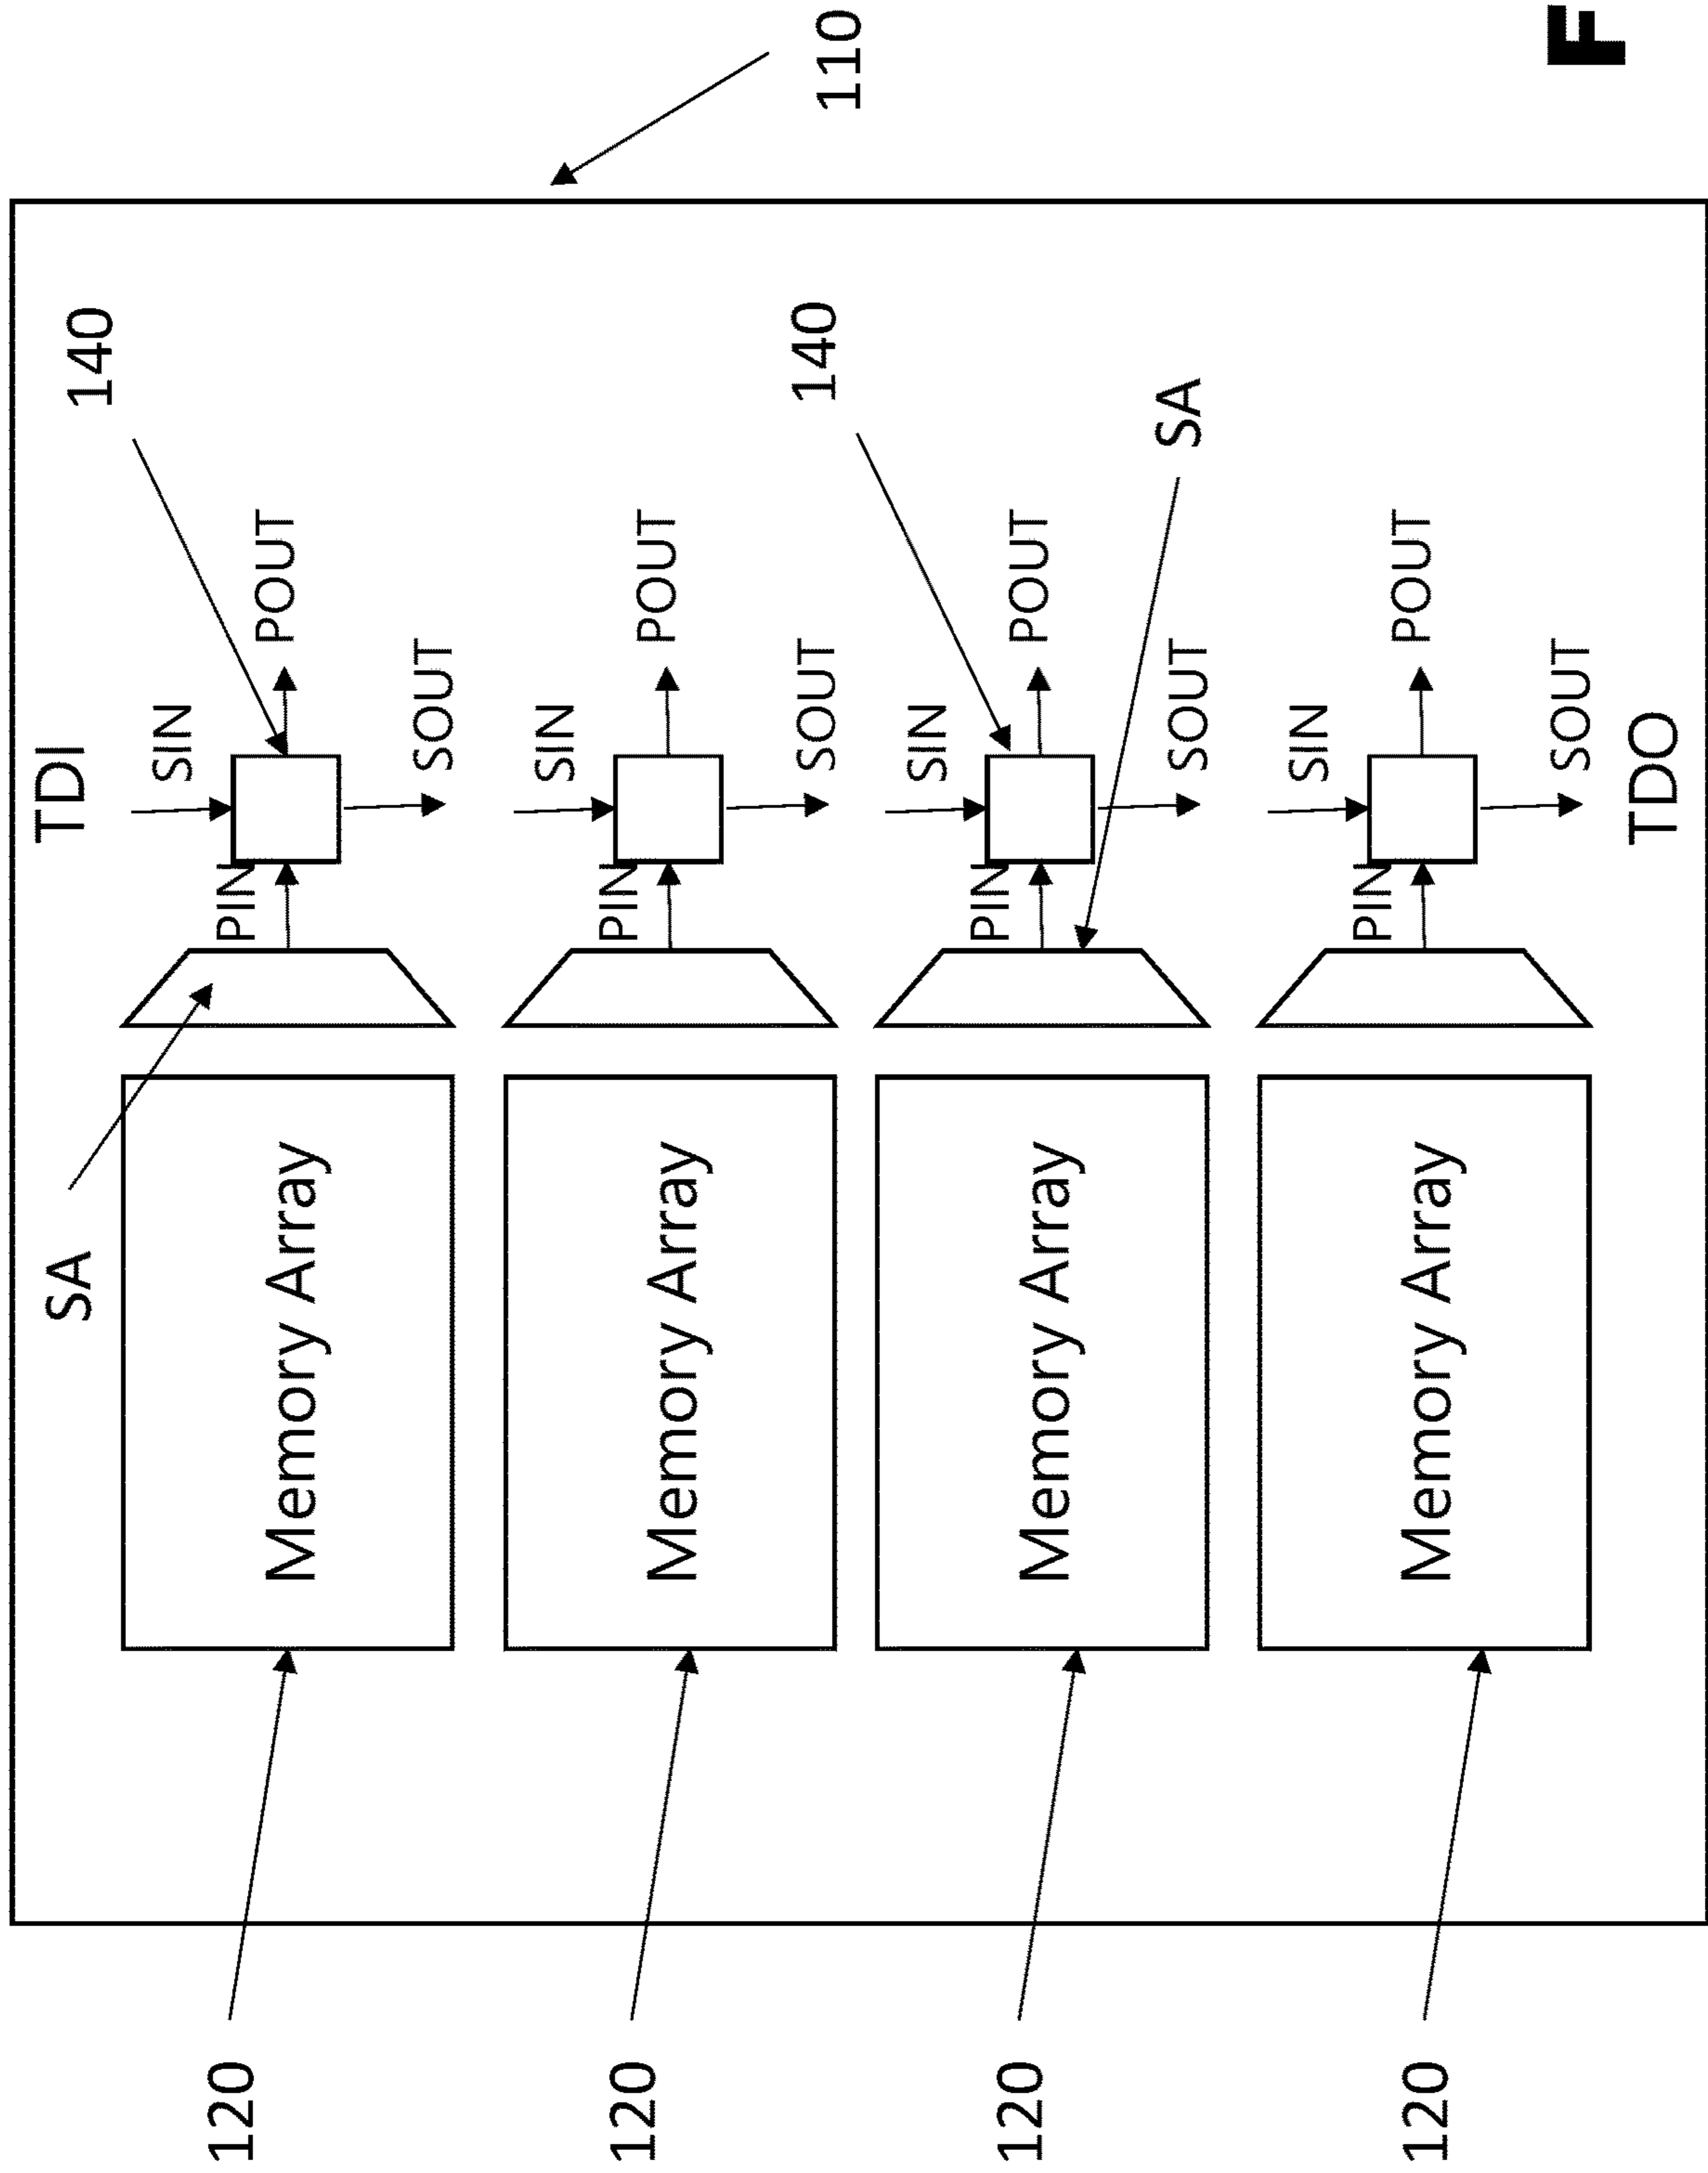 SA
TDI
140
SIN
120
Memory Array
PIN
POUT
SOUT
SIN
120
Memory Array
PIN
POUT
SOUT
140
110
SIN
120
Memory Array
PIN
POUT
SOUT
SA
SIN
120
Memory Array
PIN
POUT
SOUT
F
TDO